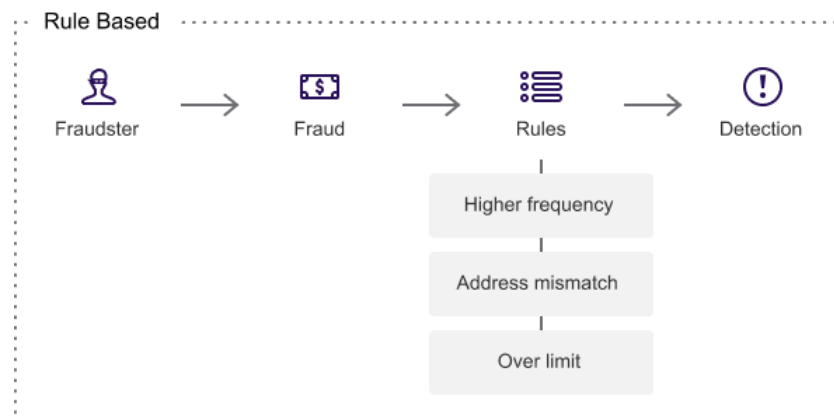 Rule Based
Fraudster
Fraud
$
Rules
Detection
Higher frequency
Address mismatch
Over limit